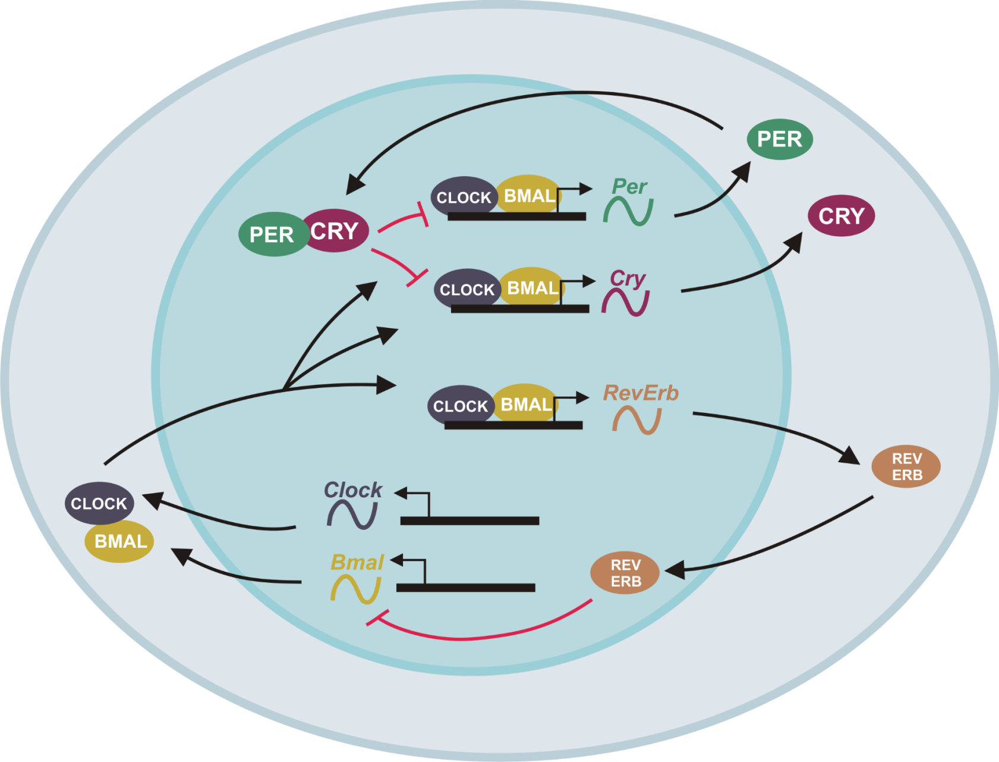 PER
CRY
CLOCK
BMAL
Per
PER
CRY
CLOCK
BMAL
Cry
CLOCK
BMAL
RevErb
REV
ERB
CLOCK
BMAL
Clock
Bmal
REV
ERB